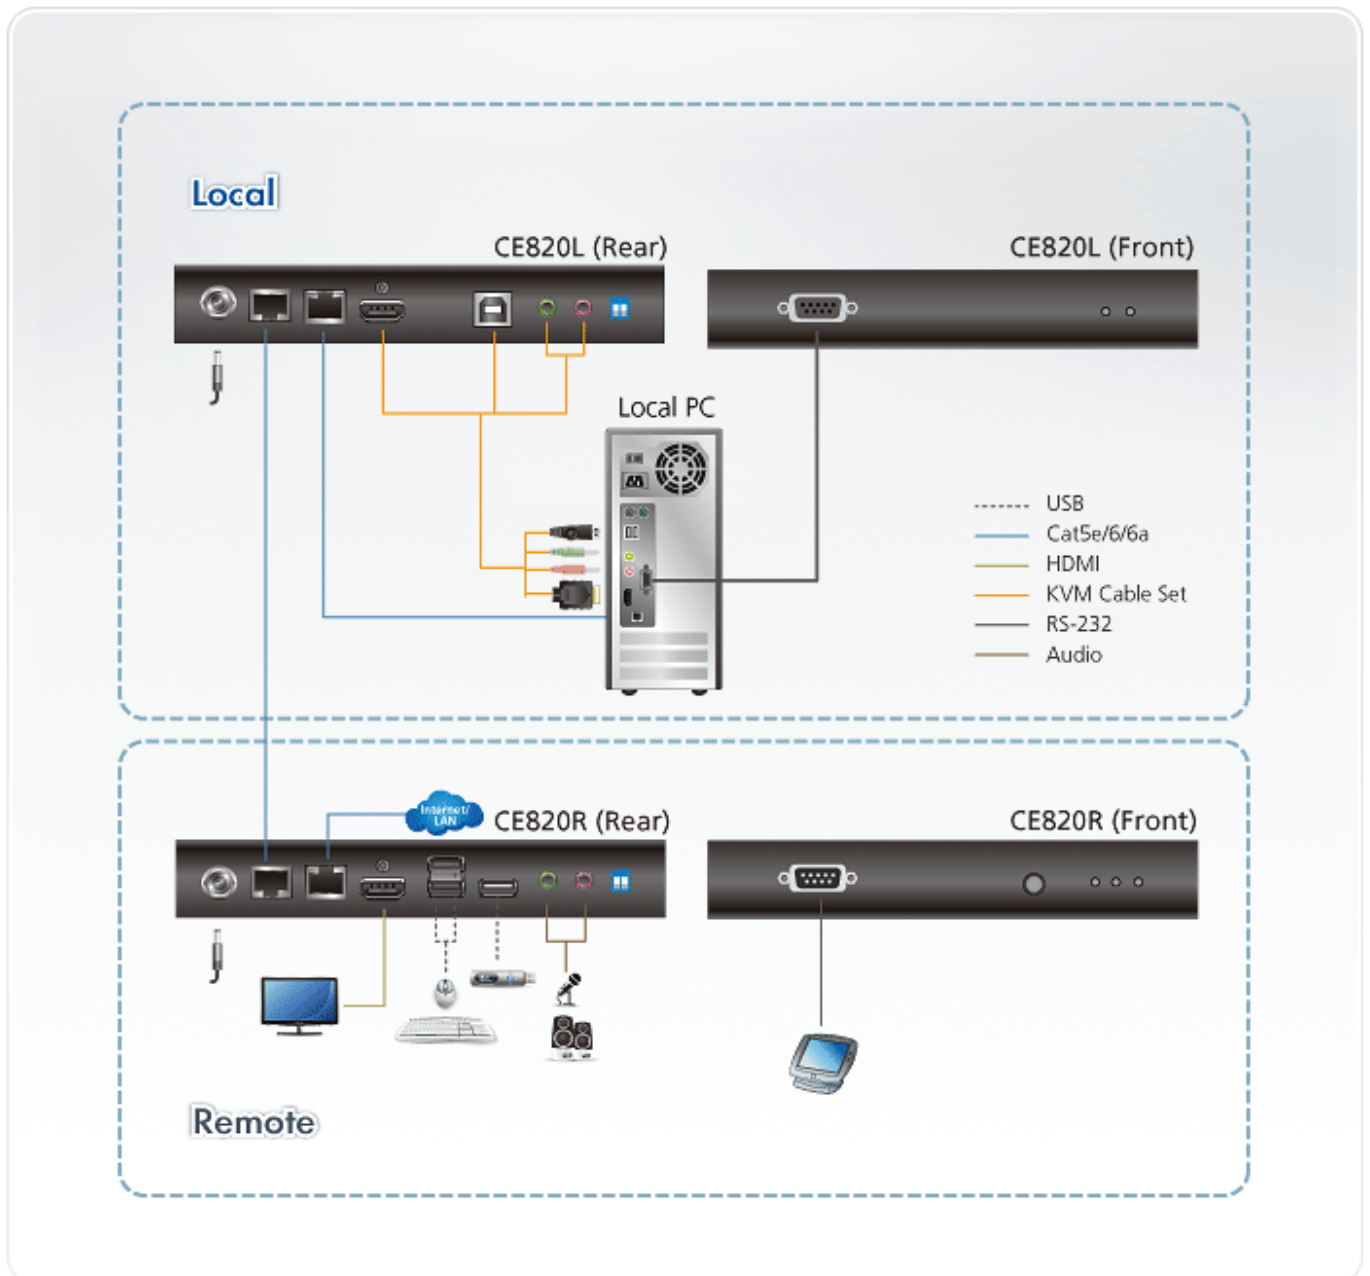 Local
CE820L (Rear)
CE820L (Front)
Local PC
USB
Cat5e/6/6a
HDMI
KVM Cable Set
RS-232
Audio
Internet/
LAN
CE820R (Rear)
CE820R (Front)
Remote